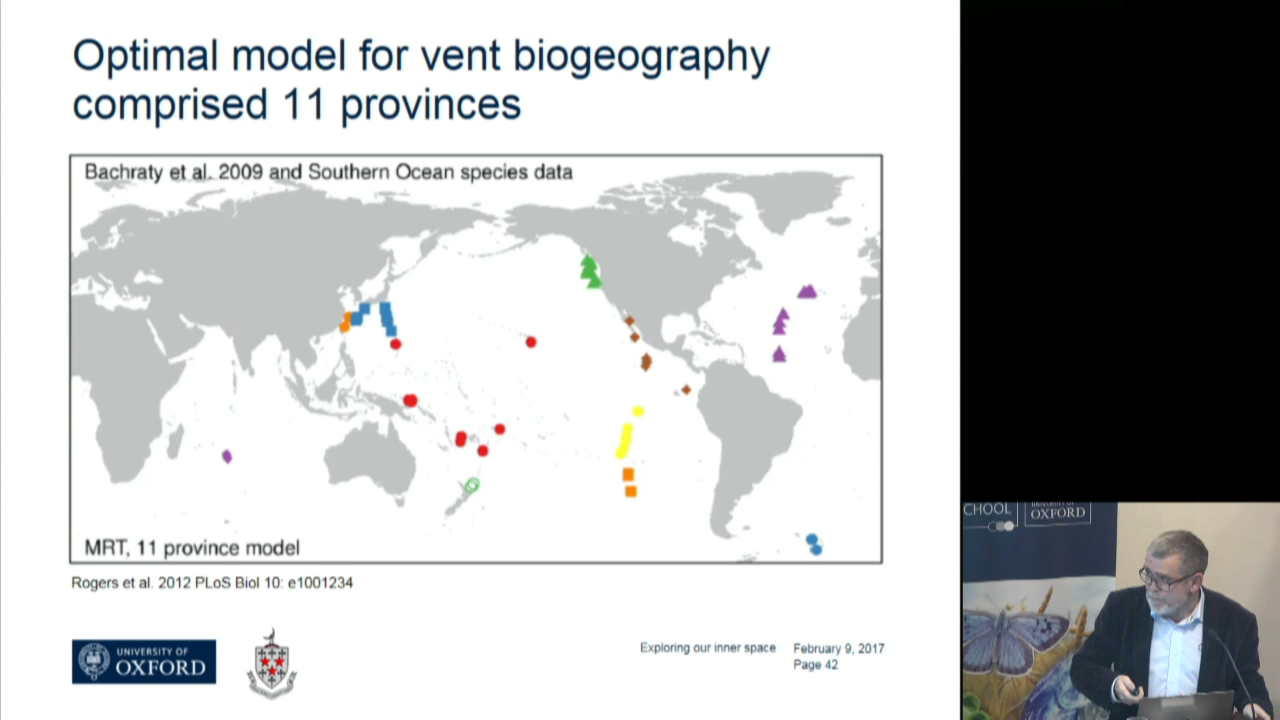 Optimal model for vent biogeography
comprised 11 provinces
Bachraty et al. 2009 and Southern Ocean species data
MRT, 11 province model
Rogers et al. 2012 PLoS Biol 10: e1001234
UNIVERSITY OF
OXFORD
Exploring our inner space
February 9, 2017
Page 42
CHOOL
UNIVERSITY OF
OXFORD